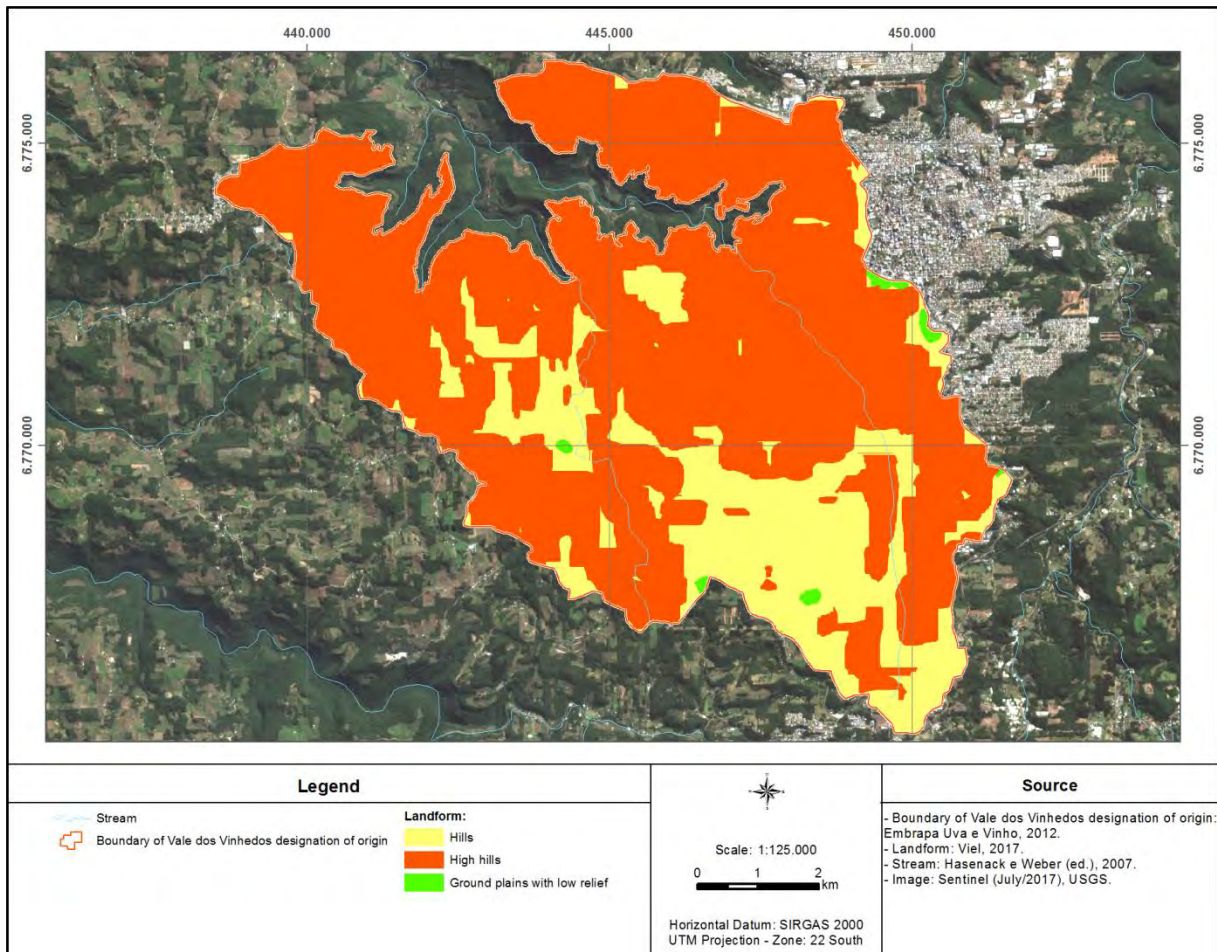 440.000 445.000 450.000
6.775.000 6.775.000
6.770.000 6.770.000
Legend
Stream
Boundary of Vale dos Vinhedos designation of origin
Landform:
Hills
High hills
Ground plains with low relief
Scale: 1:125.000
0 1 2
km
Horizontal Datum: SIRGAS 2000
UTM Projection - Zone: 22 South
Source
- Boundary of Vale dos Vinhedos designation of origin:
Embrapa Uva e Vinho, 2012.
- Landform: Viel, 2017.
- Stream: Hasenack e Weber (ed.), 2007.
- Image: Sentinel (July/2017), USGS.